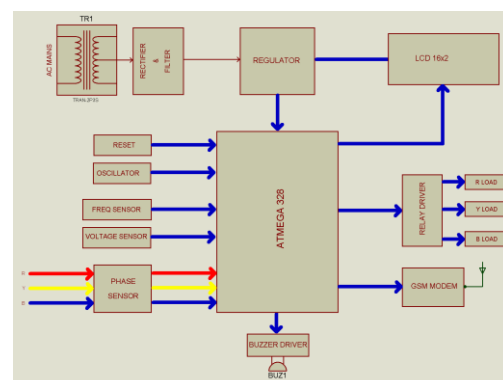 TR1
AC MAINS
TRAN-2P3S
RECTIFIER
&
FILTER
REGULATOR
LCD 16x2
RESET
OSCILLATOR
FREQ SENSOR
VOLTAGE SENSOR
R
Y
B
PHASE
SENSOR
ATMEGA 328
RELAY DRIVER
R LOAD
Y LOAD
B LOAD
GSM MODEM
BUZZER DRIVER
BUZ1